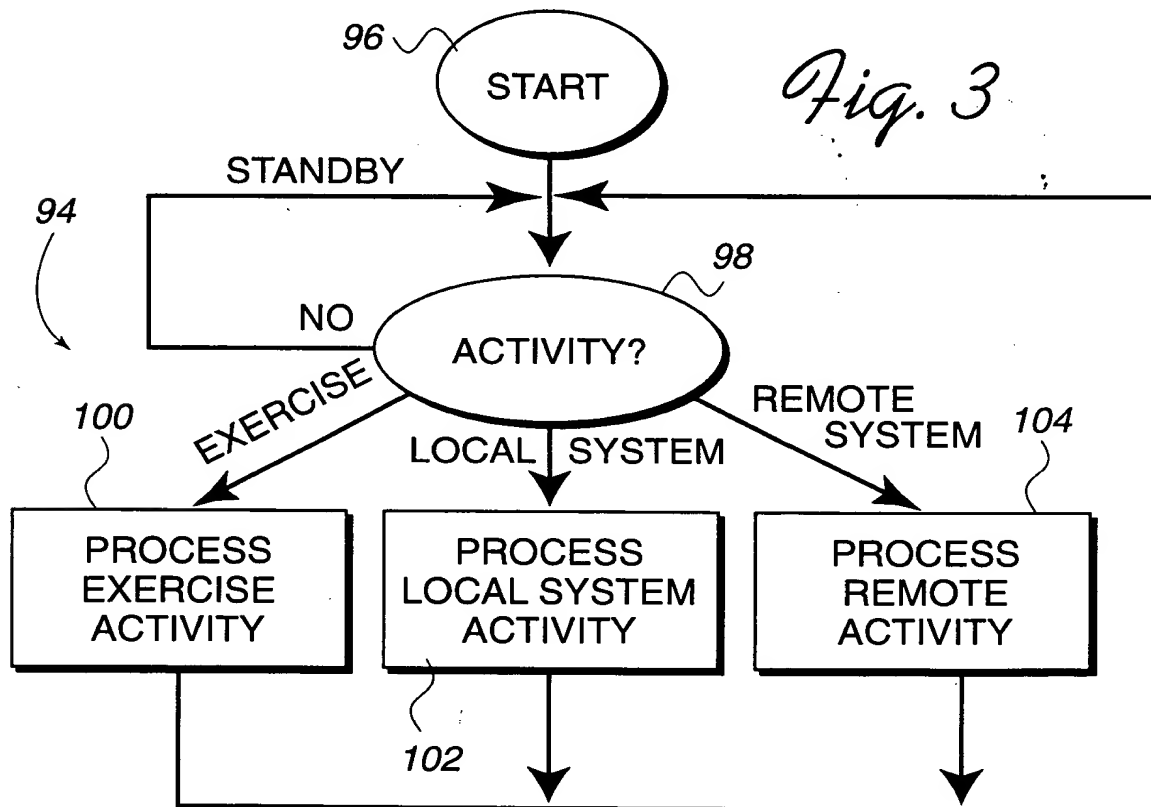 96
START
Fig. 3
STANDBY
94
98
NO
ACTIVITY?
EXERCISE
LOCAL SYSTEM
REMOTE
SYSTEM
100
104
PROCESS
EXERCISE
ACTIVITY
PROCESS
LOCAL SYSTEM
ACTIVITY
PROCESS
REMOTE
ACTIVITY
102